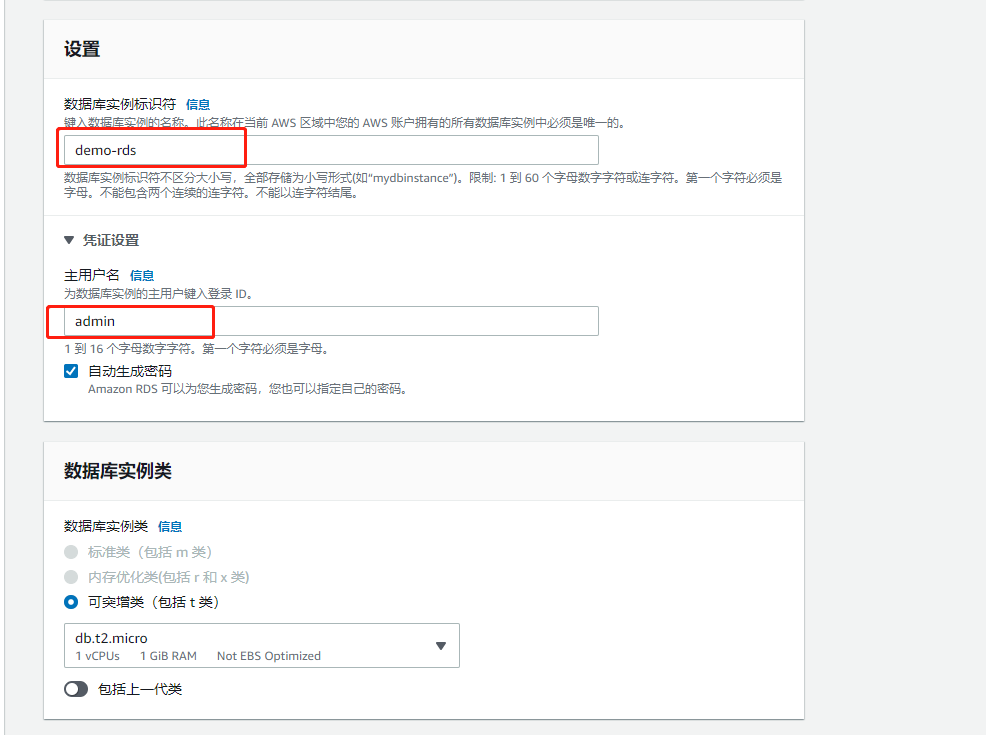 设置
数据库实例标识符 信息
键入数据库实例的名称。此名称在当前 AWS 区域中您的 AWS 账户拥有的所有数据库实例中必须是唯一的。
demo-rds
数据库实例标识符不区分大小写，全部存储为小写形式(如“mydbinstance”)。限制: 1 到 60 个字母数字字符或连字符。第一个字符必须是
字母。不能包含两个连续的连字符。不能以连字符结尾。
凭证设置
主用户名 信息
为数据库实例的主用户键入登录 ID。
admin
1 到 16 个字母数字字符。第一个字符必须是字母。
自动生成密码
Amazon RDS 可以为您生成密码，您也可以指定自己的密码。
数据库实例类
数据库实例类 信息
标准类（包括 m 类）
内存优化类(包括 r 和 x 类)
可突增类（包括 t 类）
db.t2.micro
1 vCPUs 1 GiB RAM Not EBS Optimized
包括上一代类